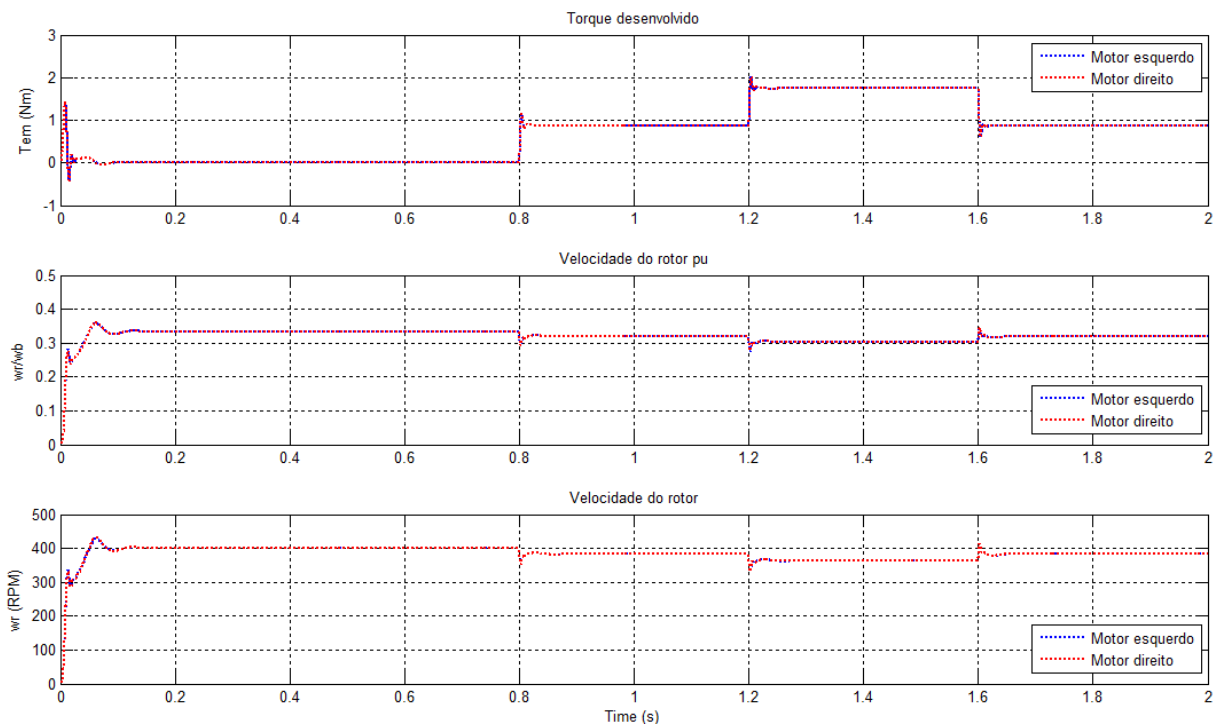 Torque desenvolvido
Tem (Nm)
3
2
1
0
-1
Motor esquerdo
Motor direito
0 0.2 0.4 0.6 0.8 1 1.2 1.4 1.6 1.8 2
Velocidade do rotor pu
wr/wb
0.5
0.4
0.3
0.2
0.1
0
Motor esquerdo
Motor direito
0 0.2 0.4 0.6 0.8 1 1.2 1.4 1.6 1.8 2
Velocidade do rotor
wr (RPM)
500
400
300
200
100
0
Motor esquerdo
Motor direito
0 0.2 0.4 0.6 0.8 1 1.2 1.4 1.6 1.8 2
Time (s)